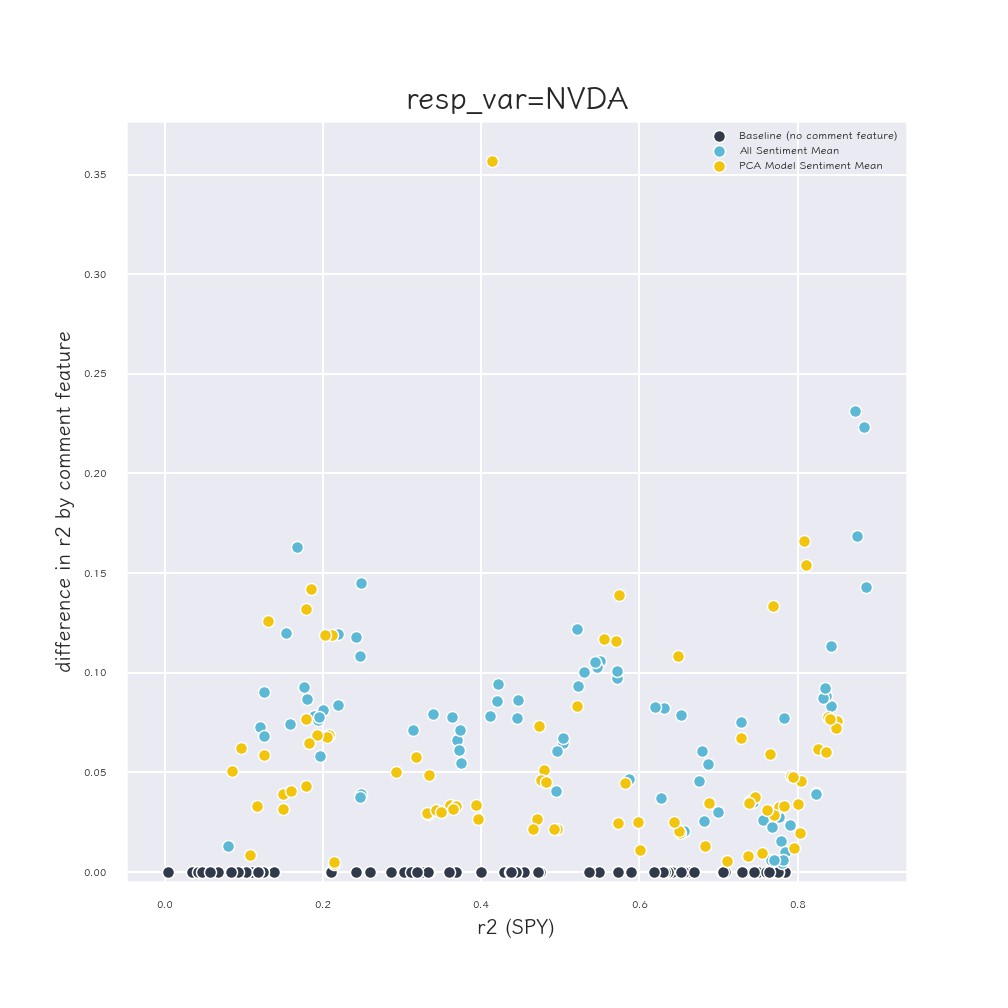 resp_var=NVDA
Baseline (no comment feature)
All Sentiment Mean
PCA Model Sentiment Mean
difference in r2 by comment feature
0.35
0.30
0.25
0.20
0.15
0.10
0.05
0.00
0.0 0.2 0.4 0.6 0.8
r2 (SPY)